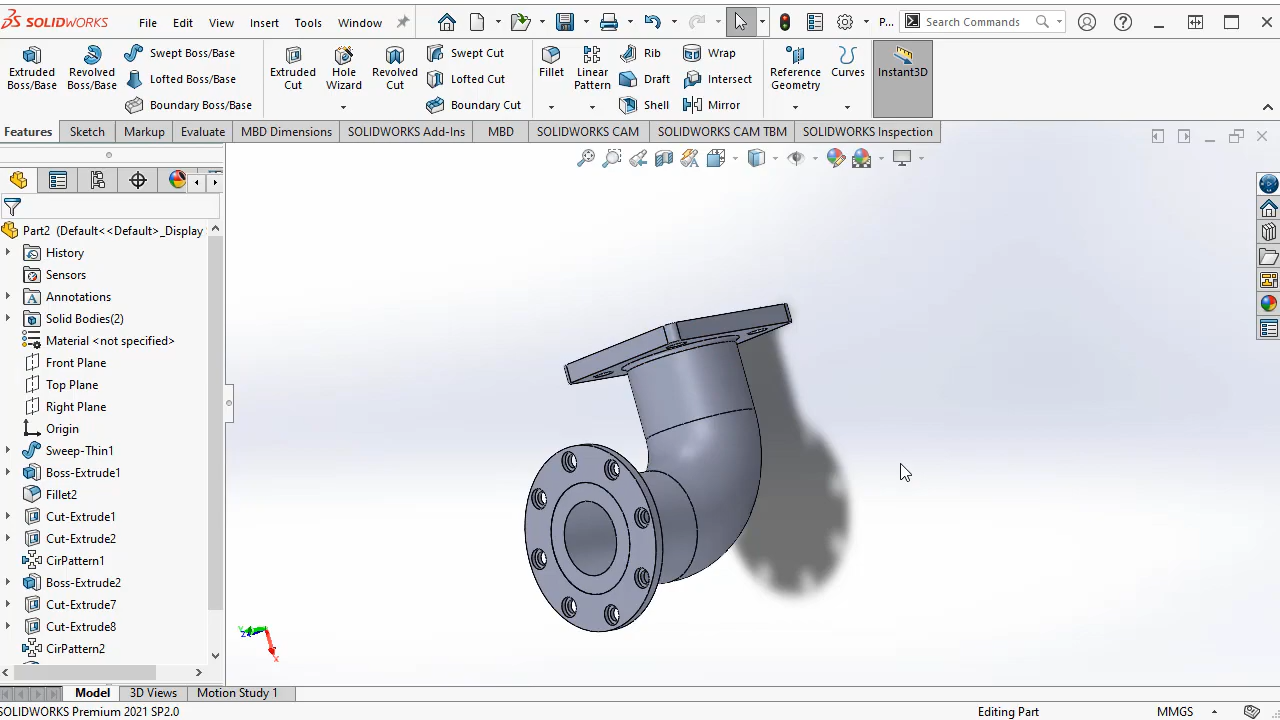 SOLIDWORKS File Edit View Insert Tools Window P... Search Commands
Extruded Boss/Base
Revolved Boss/Base
Swept Boss/Base
Lofted Boss/Base
Boundary Boss/Base
Extruded Cut
Hole Wizard
Revolved Cut
Swept Cut
Lofted Cut
Boundary Cut
Fillet
Linear Pattern
Rib
Draft
Shell
Wrap
Intersect
Mirror
Reference Geometry
Curves
Instant3D
Features Sketch Markup Evaluate MBD Dimensions SOLIDWORKS Add-Ins MBD SOLIDWORKS CAM SOLIDWORKS CAM TBM SOLIDWORKS Inspection
Part2 (Default<<Default>_Display
History
Sensors
Annotations
Solid Bodies(2)
Material <not specified>
Front Plane
Top Plane
Right Plane
Origin
Sweep-Thin1
Boss-Extrude1
Fillet2
Cut-Extrude1
Cut-Extrude2
CirPattern1
Boss-Extrude2
Cut-Extrude7
Cut-Extrude8
CirPattern2
Y Z X
Model 3D Views Motion Study 1
SOLIDWORKS Premium 2021 SP2.0 Editing Part MMGS